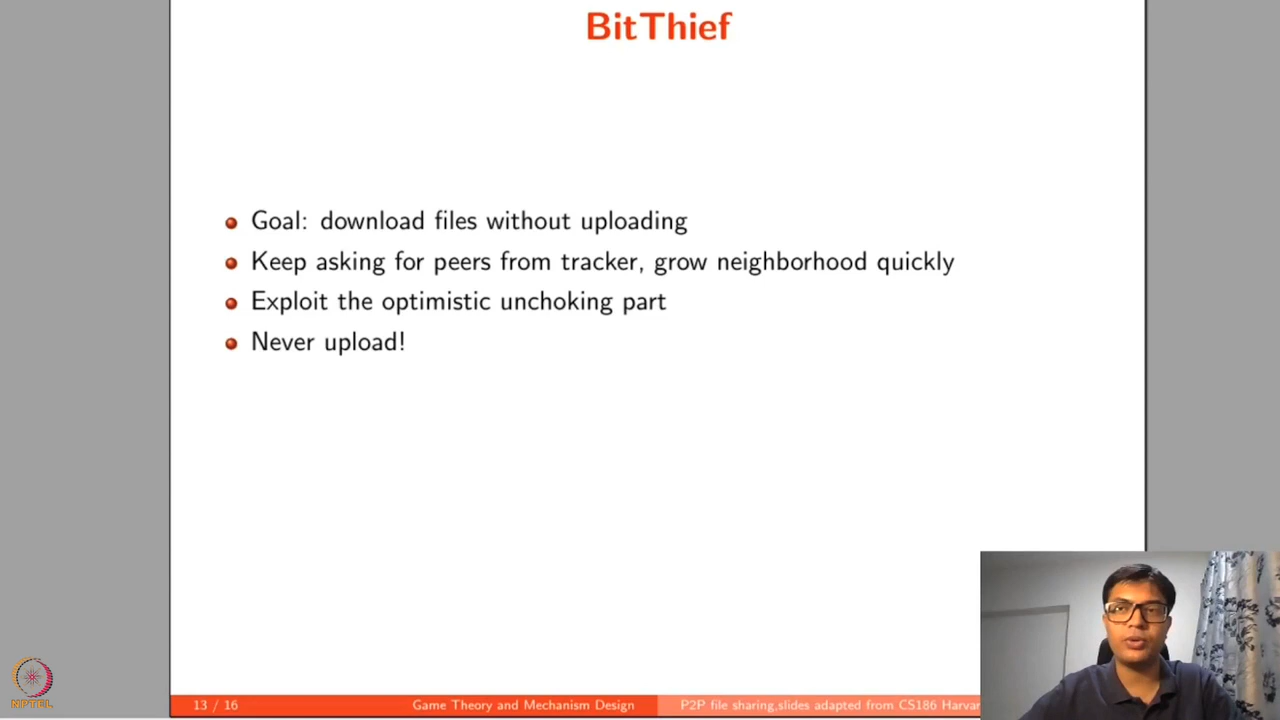 BitThief
Goal: download files without uploading
Keep asking for peers from tracker, grow neighborhood quickly
Exploit the optimistic unchoking part
Never upload!
NPTEL
13 / 16
Game Theory and Mechanism Design
P2P file sharing,slides adapted from CS186 Harvar